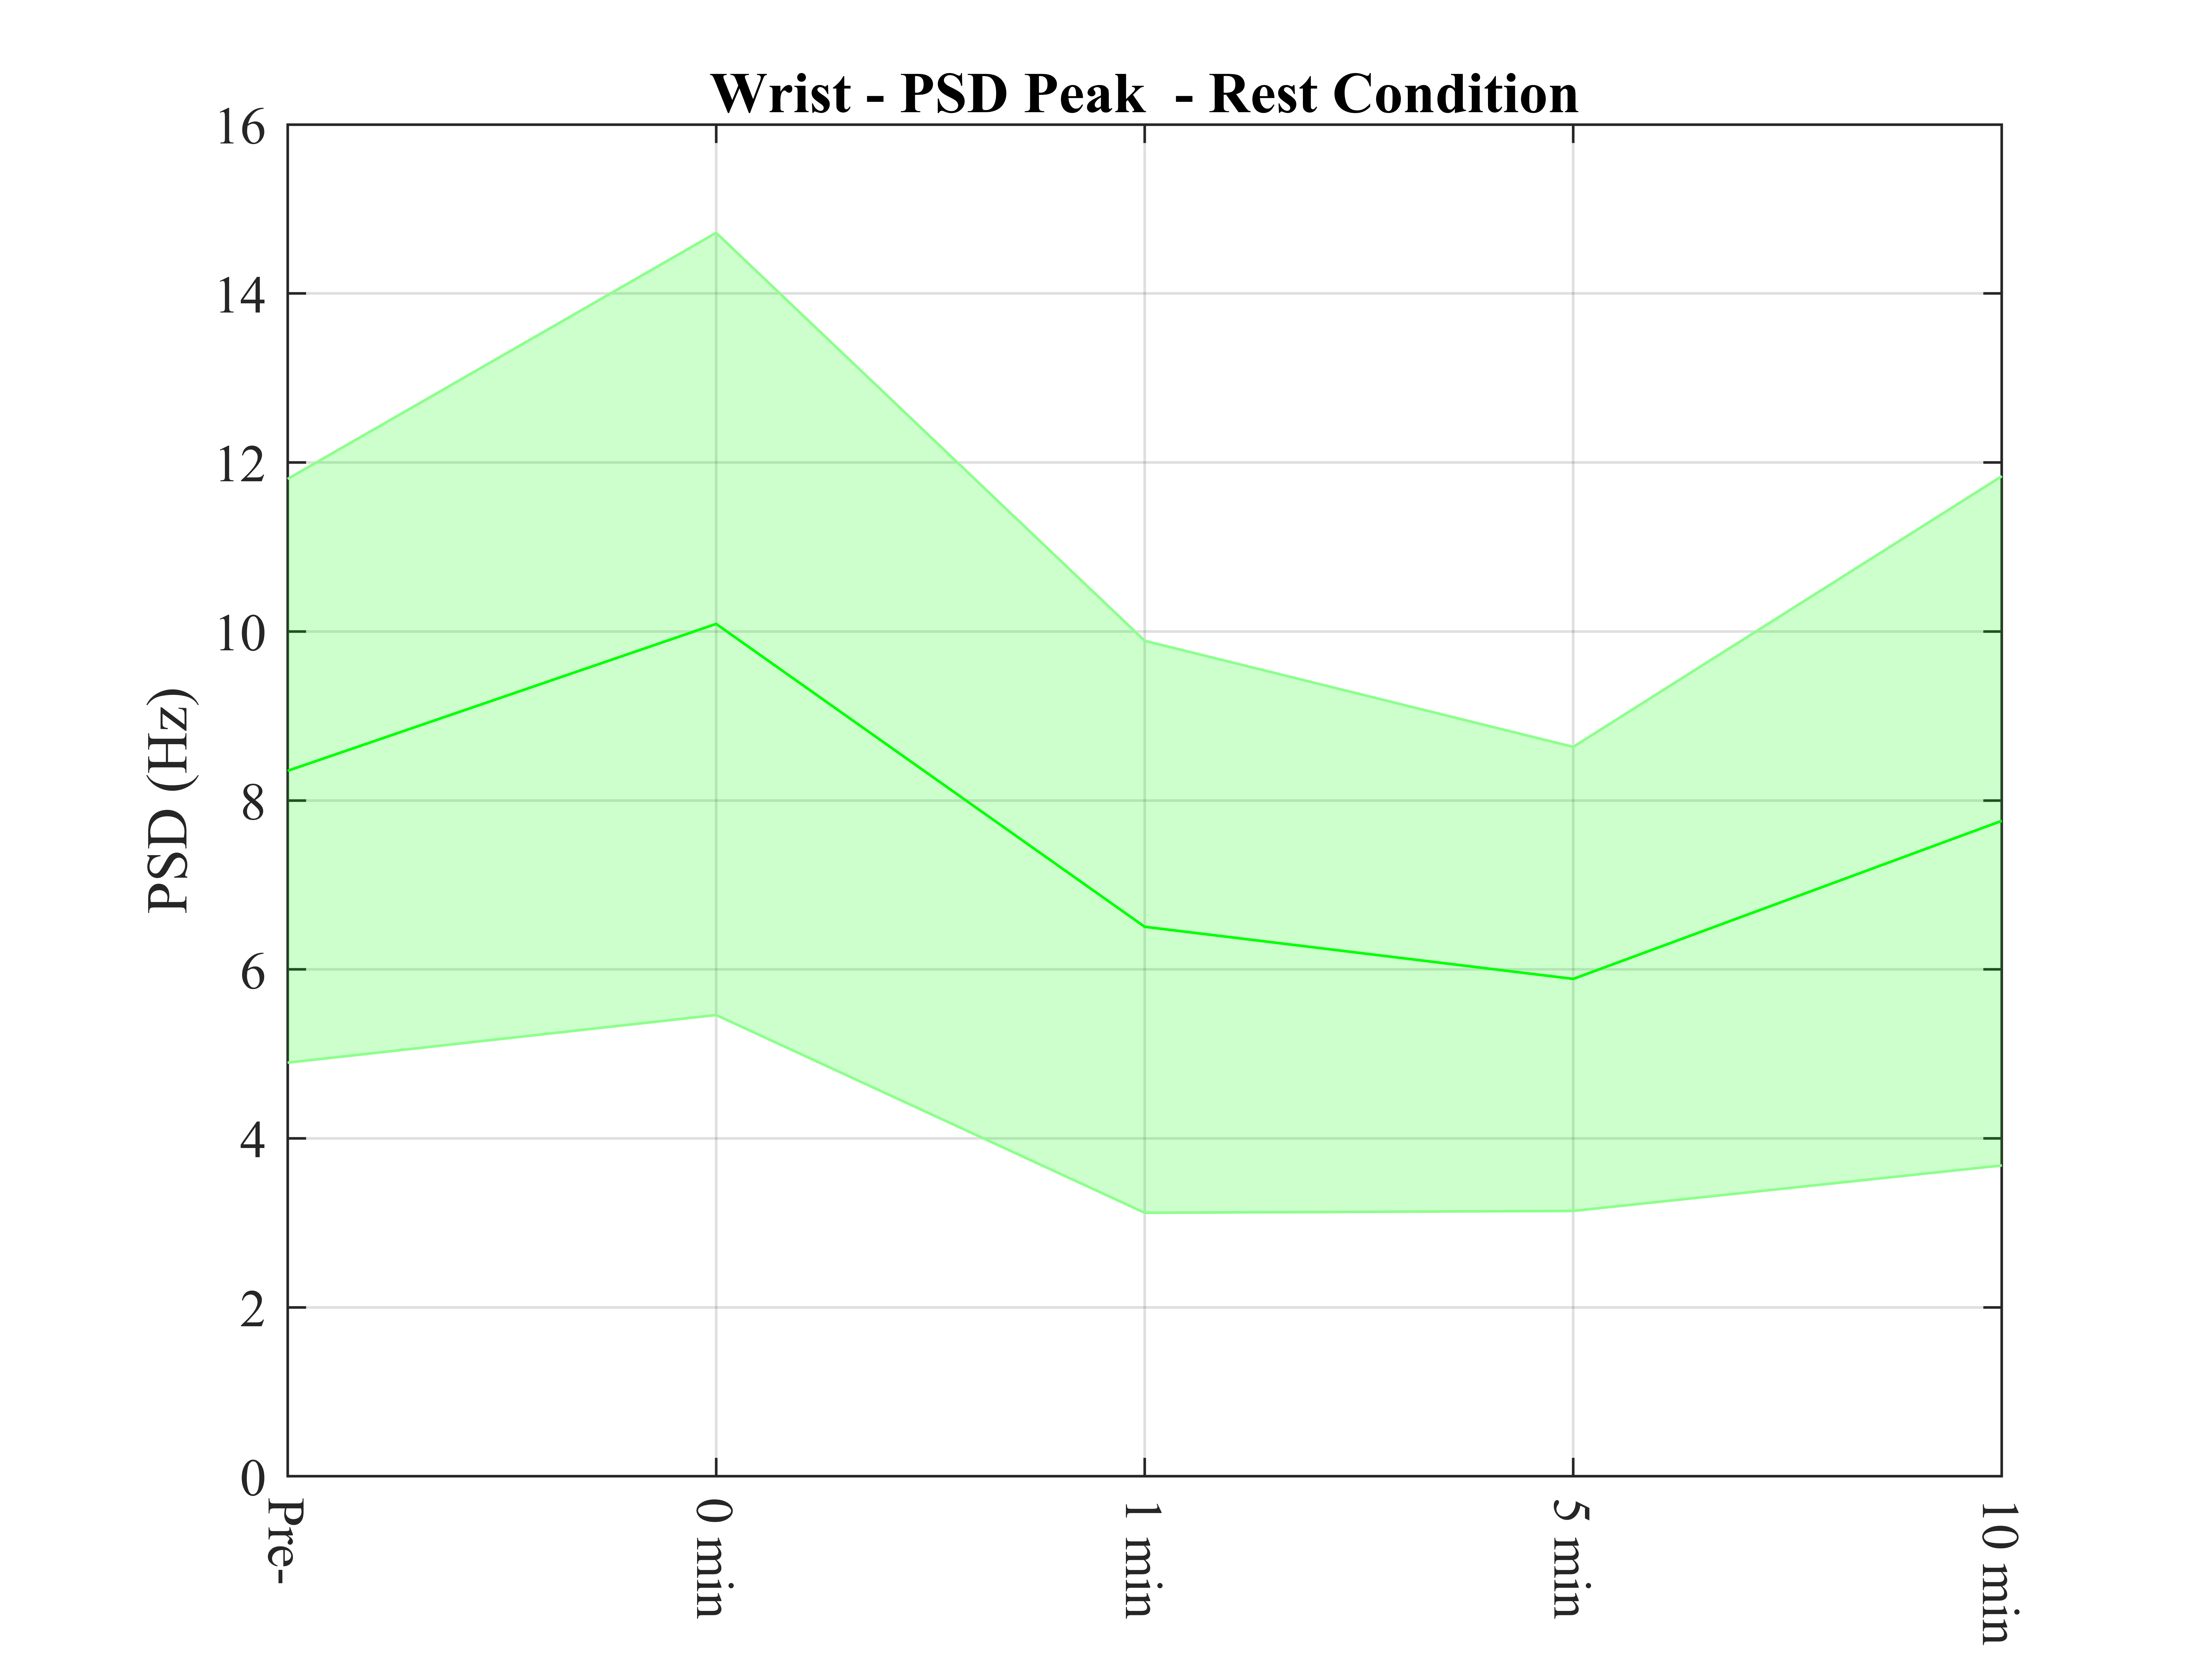 Wrist - PSD Peak  - Rest Condition
PSD (Hz)
16
14
12
10
8
6
4
2
0
Pre-
0 min
1 min
5 min
10 min